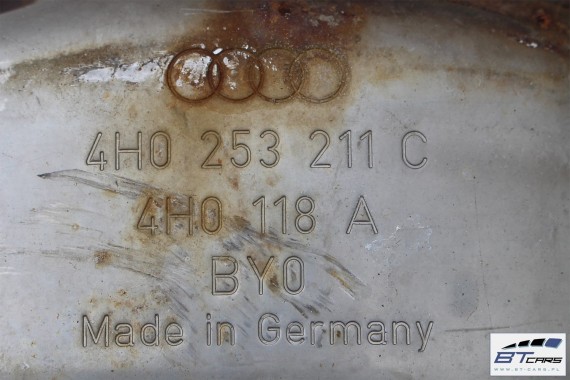 4H0 253 211 C
4H0 118 A
BY0
Made in Germany
BT CARS
WWW.BT-CARS.PL